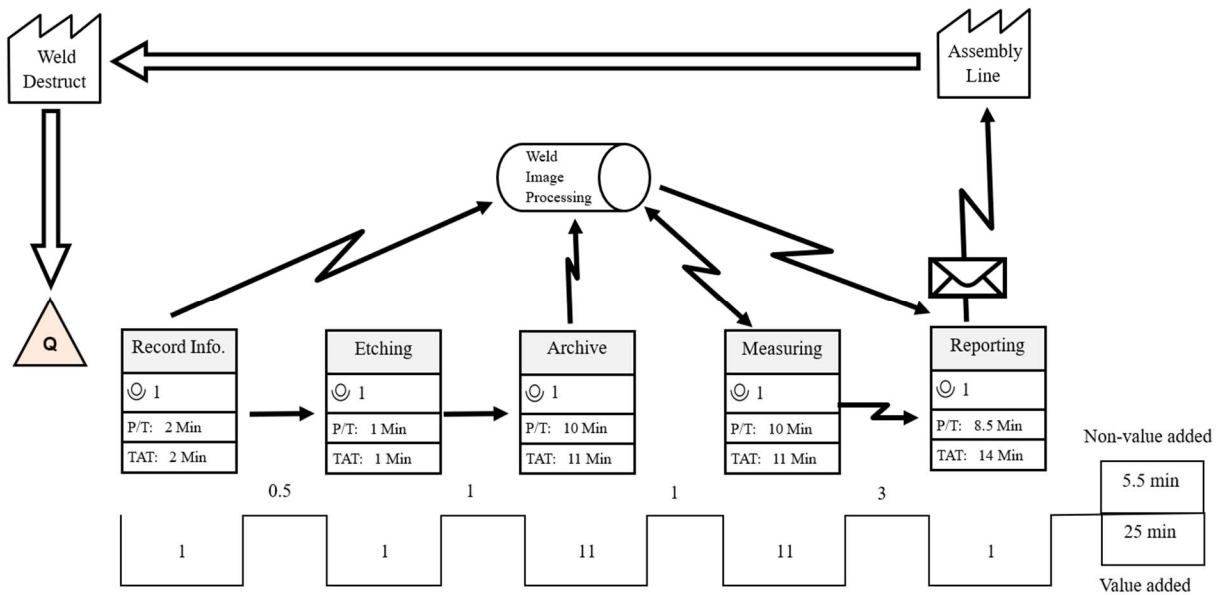 Weld
Destruct
Assembly
Line
Weld
Image
Processing
Q
Record Info.
1
P/T: 2 Min
TAT: 2 Min
Etching
1
P/T: 1 Min
TAT: 1 Min
Archive
1
P/T: 10 Min
TAT: 11 Min
Measuring
1
P/T: 10 Min
TAT: 11 Min
Reporting
1
P/T: 8.5 Min
TAT: 14 Min
0.5
1
1
3
1
1
11
11
1
Non-value added
5.5 min
25 min
Value added